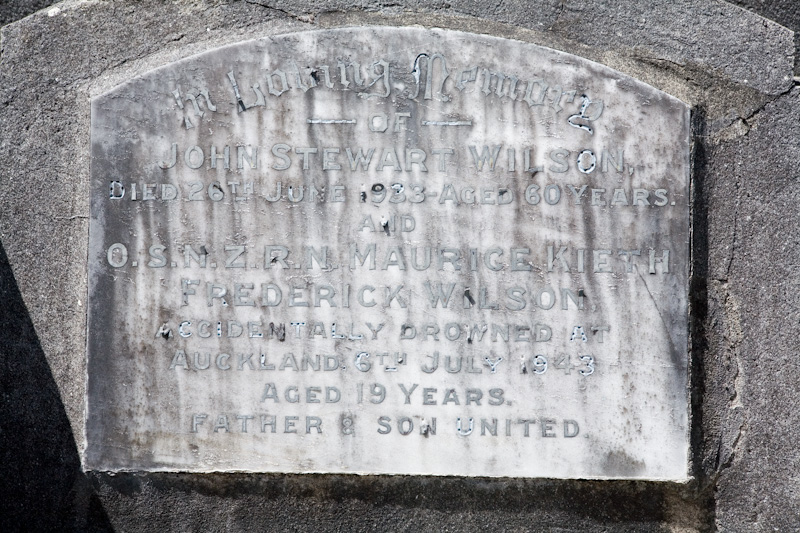 In Loving Memory
OF
JOHN STEWART WILSON,
DIED 26TH JUNE 1933-AGED 60 YEARS.
AND
O.S.N.Z.R.N. MAURICE KIETH
FREDERICK WILSON
ACCIDENTALLY DROWNED AT
AUCKLAND 6TH JULY 1943
AGED 19 YEARS.
FATHER & SON UNITED.